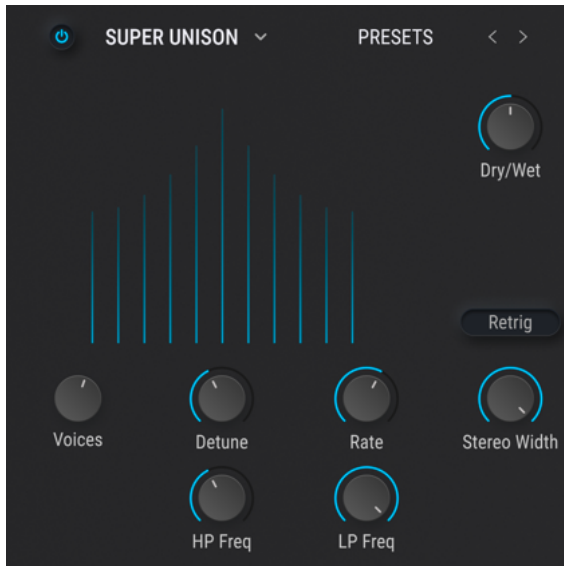 SUPER UNISON
PRESETS
Dry/Wet
Retrig
Voices
Detune
Rate
Stereo Width
HP Freq
LP Freq